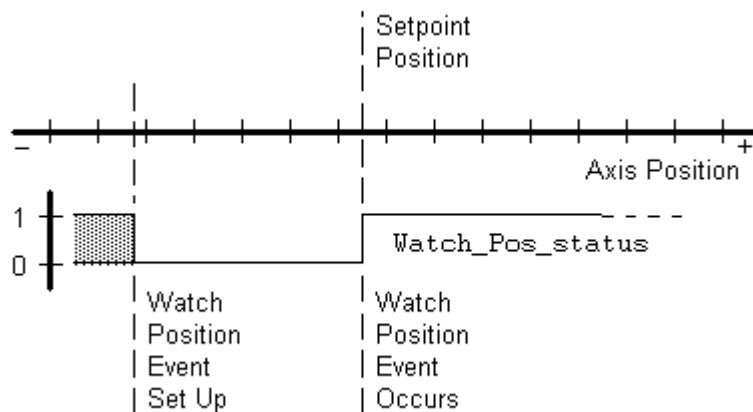 Setpoint
Position
– +
Axis Position
1
Watch_Pos_status
0
Watch
Position
Event
Set Up
Watch
Position
Event
Occurs